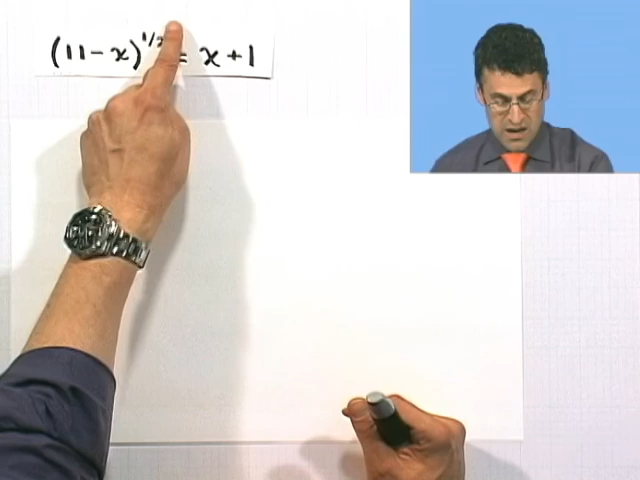 (11 - x)^1/2 = x + 1